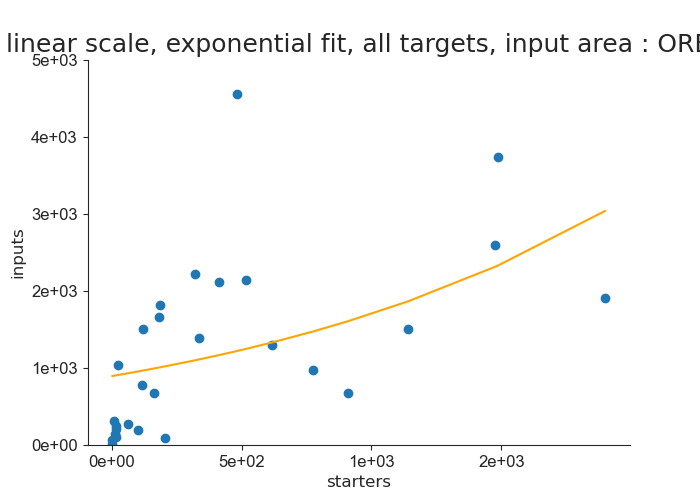 linear scale, exponential fit, all targets, input area : ORB
5e+03
4e+03
3e+03
2e+03
1e+03
0e+00
inputs
0e+00 5e+02 1e+03 2e+03
starters